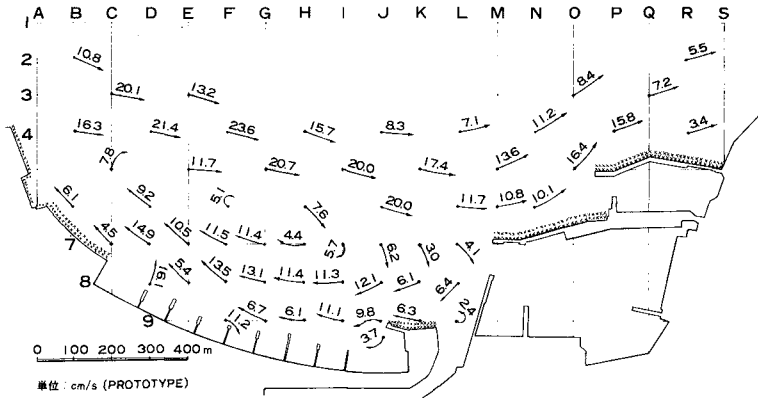 A B C D E F G H I J K L M N O P Q R S
1
2
10.8
5.5
3
20.1 13.2 8.4 7.2
4
16.3 21.4 23.6 15.7 8.3 7.1 11.2 15.8 3.4
7.8 11.7 20.7 20.0 17.4 13.6 16.4
6.1 9.2 5.1 7.6 20.0 11.7 10.8 10.1
7
4.5 14.9 10.5 11.5 11.4 4.4 5.7 6.2 3.0 4.1
8
1.91 5.4 13.5 13.1 11.4 11.3 12.1 6.1 6.4
9
11.2 6.7 6.1 11.1 9.8 6.3 2.4
3.7
0 100 200 300 400 m
単位 : cm/s (PROTOTYPE)